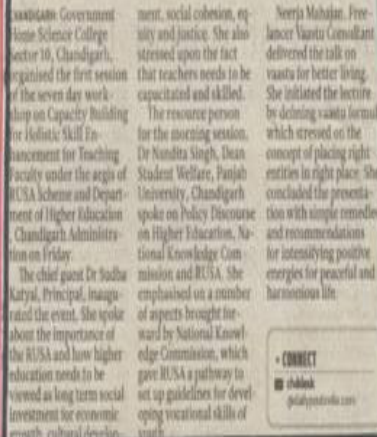 CHANDIGARH: Government
Home Science College
Sector 10, Chandigarh,
organised the first session
of the seven day work-
shop on Capacity Building
for Holistic Skill En-
hancement for Teaching
Faculty under the aegis of
RUSA Scheme and Depart-
ment of Higher Education
, Chandigarh Administra-
tion on Friday.
The chief guest Dr Sudha
Katyal, Principal, inaugu-
rated the event. She spoke
about the importance of
the RUSA and how higher
education needs to be
viewed as long term social
investment for economic
growth, cultural develop-
ment, social cohesion, eq-
uity and justice. She also
stressed upon the fact
that teachers needs to be
capacitated and skilled.
The resource person
for the morning session,
Dr Nandita Singh, Dean
Student Welfare, Panjab
University, Chandigarh
spoke on Policy Discourse
on Higher Education, Na-
tional Knowledge Com
mission and RUSA. She
emphasised on a number
of aspects brought for-
ward by National Knowl-
edge Commission, which
gave RUSA a pathway to
set up guidelines for devel-
oping vocational skills of
youth.
Neerja Mahajan, Free-
lancer Vaastu Consultant
delivered the talk on
vaastu for better living.
She initiated the lecture
by defining vaastu formul
which stressed on the
concept of placing right
entities in right place. She
concluded the presenta-
tion with simple remedies
and recommendations
for intensifying positive
energies for peaceful and
harmonious life.
CONNECT